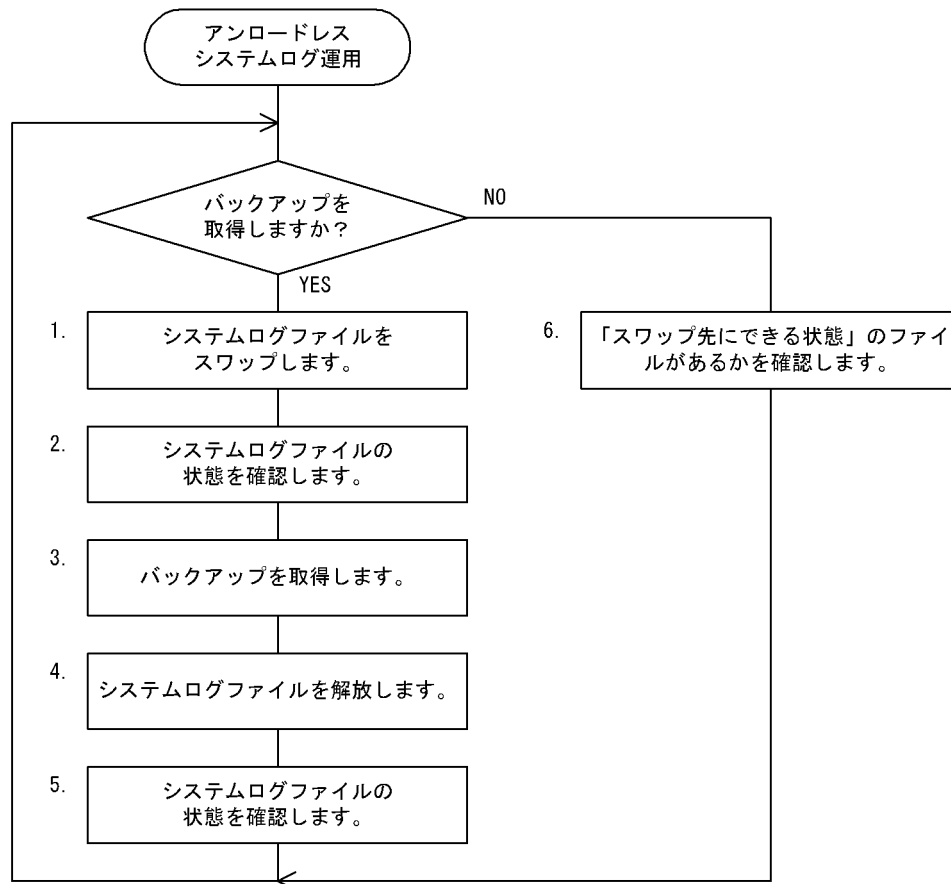 アンロードレス
システムログ運用
バックアップを
取得しますか？
NO
YES
1.
システムログファイルを
スワップします。
6.
「スワップ先にできる状態」のファイ
ルがあるかを確認します。
2.
システムログファイルの
状態を確認します。
3.
バックアップを取得します。
4.
システムログファイルを解放します。
5.
システムログファイルの
状態を確認します。